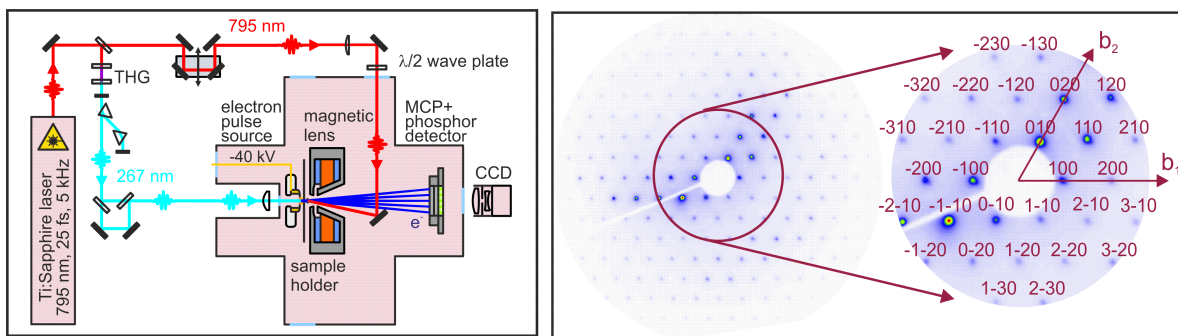 795 nm
λ/2 wave plate
THG
electron
pulse
source
magnetic
lens
MCP+
phosphor
detector
-40 kV
CCD
267 nm
e-
sample
holder
Ti:Sapphire laser
795 nm, 25 fs, 5 kHz
-230 -130
b2
-320 -220 -120 020 120
-310 -210 -110 010 110 210
-200 -100 100 200
b1
-2-10 -1-10 0-10 1-10 2-10 3-10
-1-20 0-20 1-20 2-20 3-20
1-30 2-30